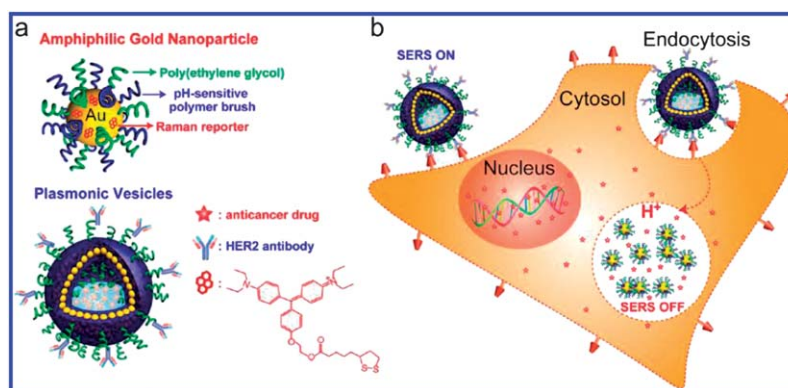 a
Amphiphilic Gold Nanoparticle
Poly(ethylene glycol)
pH-sensitive
polymer brush
Au
Raman reporter
Plasmonic Vesicles
: anticancer drug
: HER2 antibody
:
N
N
O
O
O
S-S
b
SERS ON
Endocytosis
Cytosol
Nucleus
H+
SERS OFF